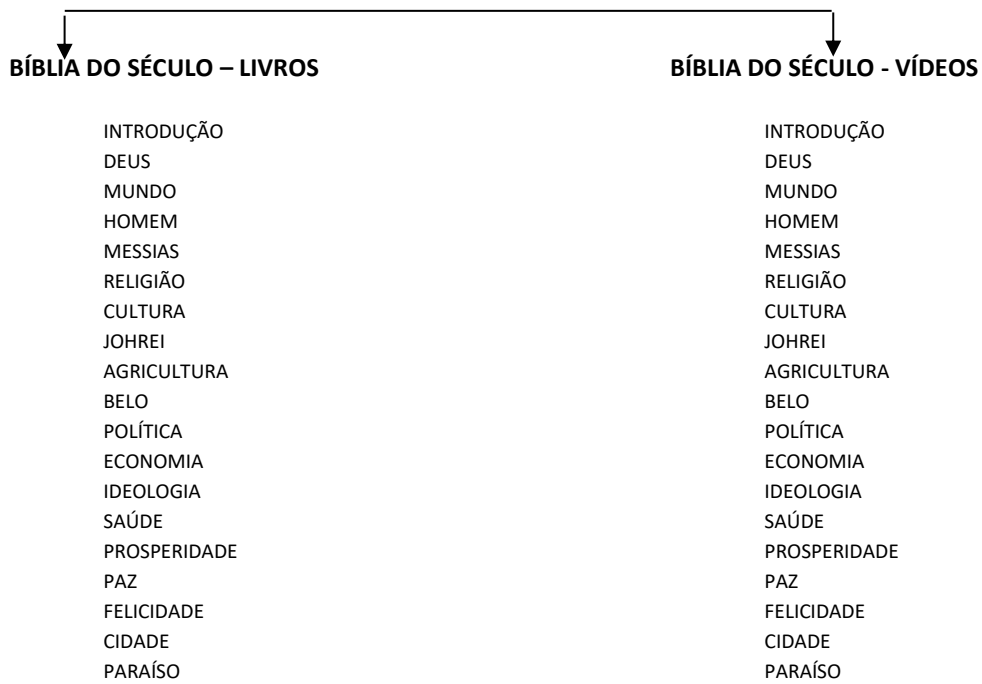 BÍBLIA DO SÉCULO – LIVROS
INTRODUÇÃO
DEUS
MUNDO
HOMEM
MESSIAS
RELIGIÃO
CULTURA
JOHREI
AGRICULTURA
BELO
POLÍTICA
ECONOMIA
IDEOLOGIA
SAÚDE
PROSPERIDADE
PAZ
FELICIDADE
CIDADE
PARAÍSO
BÍBLIA DO SÉCULO - VÍDEOS
INTRODUÇÃO
DEUS
MUNDO
HOMEM
MESSIAS
RELIGIÃO
CULTURA
JOHREI
AGRICULTURA
BELO
POLÍTICA
ECONOMIA
IDEOLOGIA
SAÚDE
PROSPERIDADE
PAZ
FELICIDADE
CIDADE
PARAÍSO